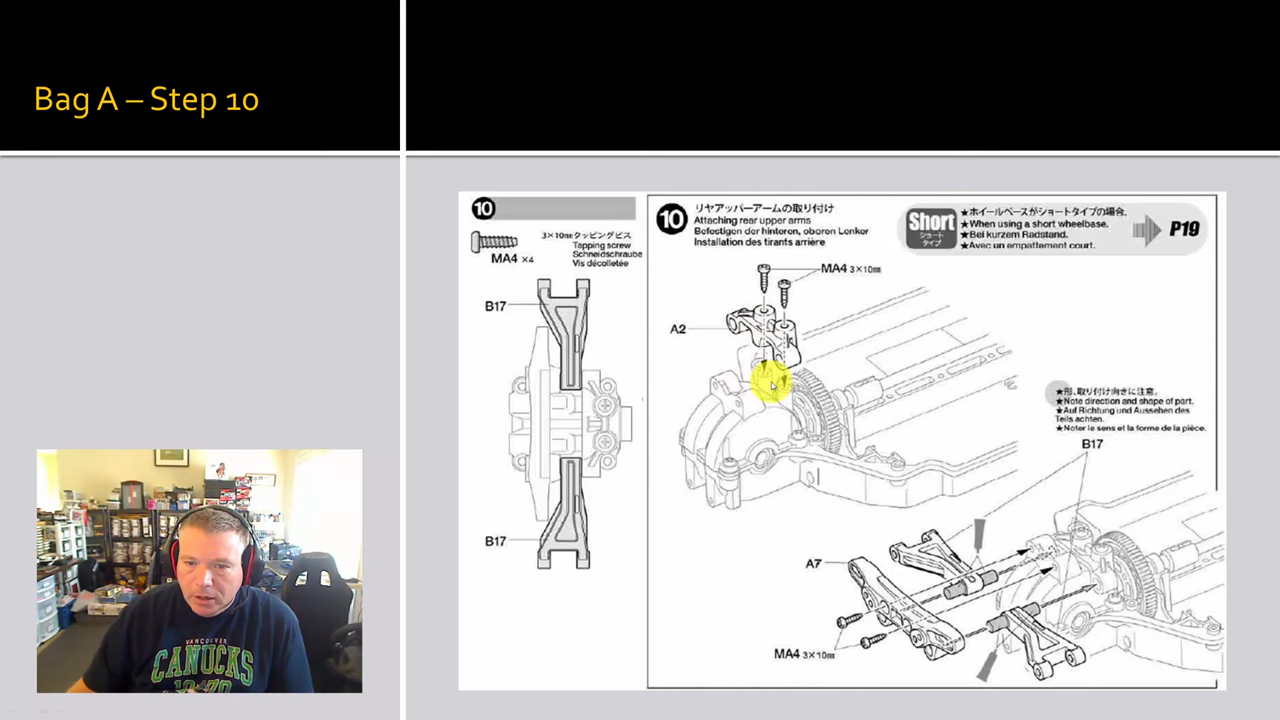 Bag A – Step 10
10
3×10㎜タッピングビス
Tapping screw
Schneidschraube
Vis décolletée
MA4 ×4
B17
B17
10
リヤアッパーアームの取り付け
Attaching rear upper arms
Befestigen der hinteren, oberen Lenker
Installation des tirants arrière
Short
ショート
タイプ
★ホイールベースがショートタイプの場合。
★When using a short wheelbase.
★Bei kurzem Radstand.
★Avec un empattement court.
P19
MA4 3×10㎜
A2
★形、取り付け向きに注意。
★Note direction and shape of part.
★Auf Richtung und Aussehen des
Teils achten.
★Noter le sens et la forme de la pièce.
B17
A7
MA4 3×10㎜
VANCOUVER
CANUCKS